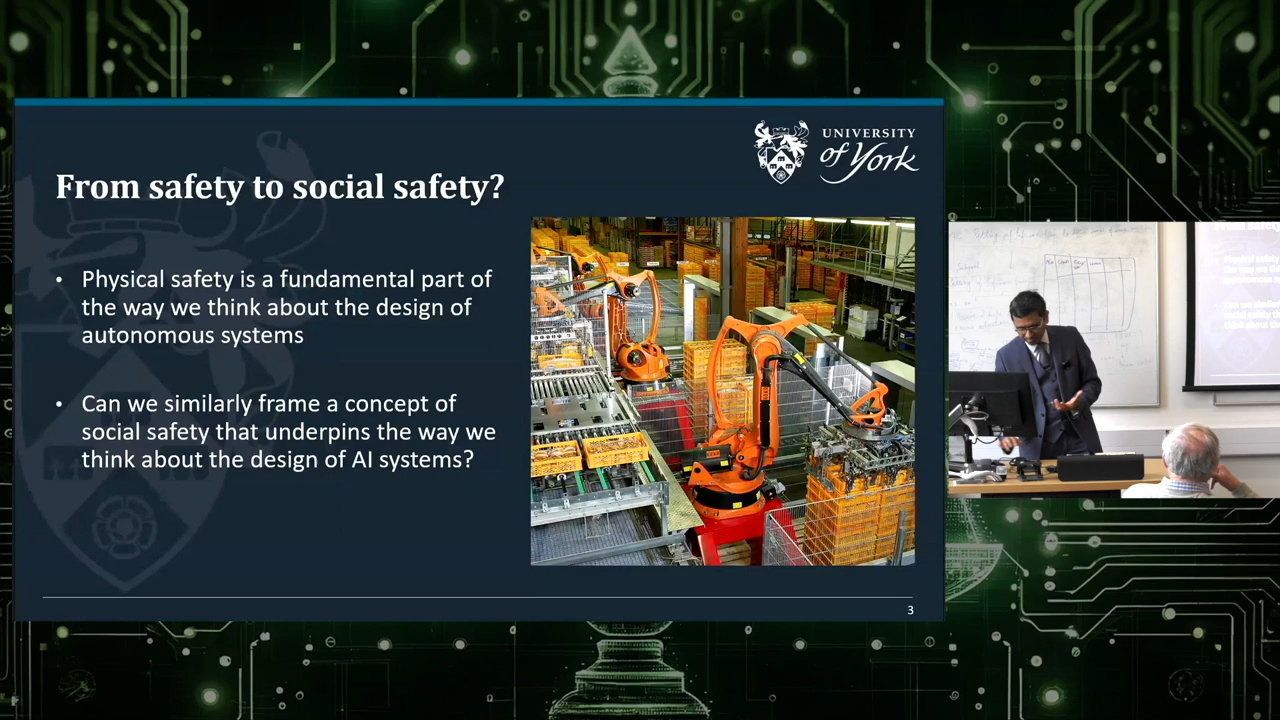 UNIVERSITY
of York
From safety to social safety?
• Physical safety is a fundamental part of
the way we think about the design of
autonomous systems
• Can we similarly frame a concept of
social safety that underpins the way we
think about the design of AI systems?
3